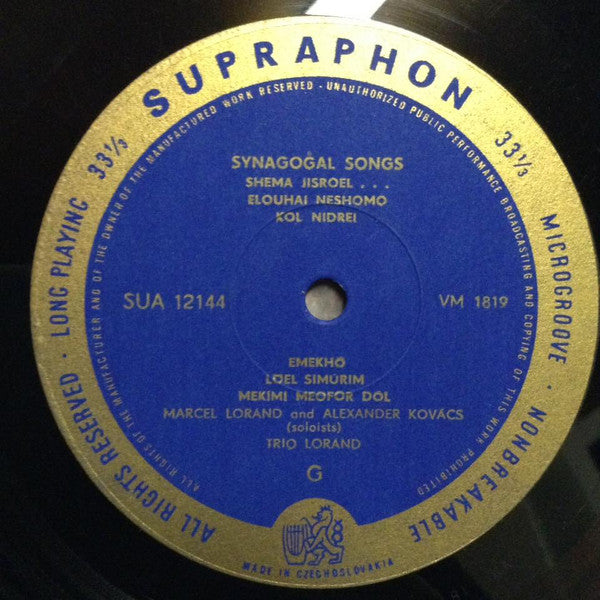 SUPRAPHON
33⅓ · LONG PLAYING · ALL RIGHTS RESERVED
33⅓ MICROGROOVE · NONBREAKABLE
ALL RIGHTS OF THE MANUFACTURER AND OF THE OWNER OF THE MANUFACTURED WORK RESERVED - UNAUTHORIZED PUBLIC PERFORMANCE BROADCASTING AND COPYING OF THIS WORK PROHIBITED
SYNAGOGAL SONGS
SHEMA JISROEL . . .
ELOUHAI NESHOMO
KOL NIDREI
SUA 12144
VM 1819
EMEKHO
LOEL SIMURIM
MEKIMI MEOFOR DOL
MARCEL LORAND and ALEXANDER KOVÁCS
(soloists)
TRIO LORAND
G
MADE IN CZECHOSLOVAKIA